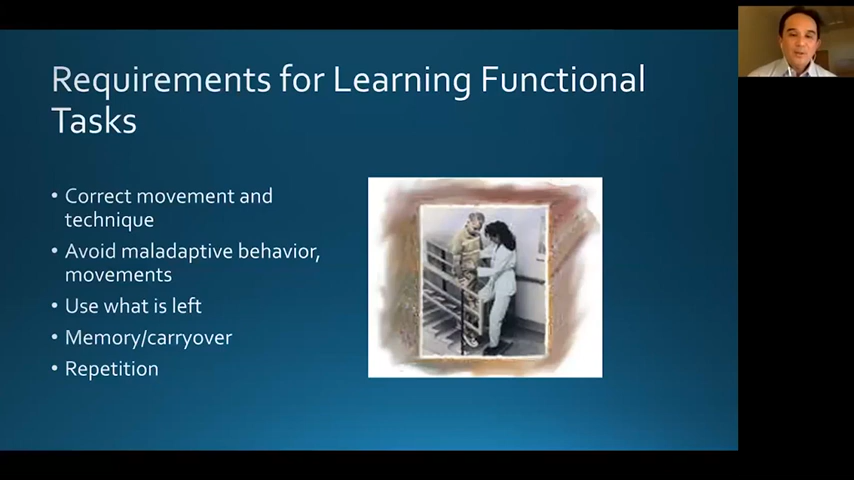 Requirements for Learning Functional
Tasks
• Correct movement and
technique
• Avoid maladaptive behavior,
movements
• Use what is left
• Memory/carryover
• Repetition